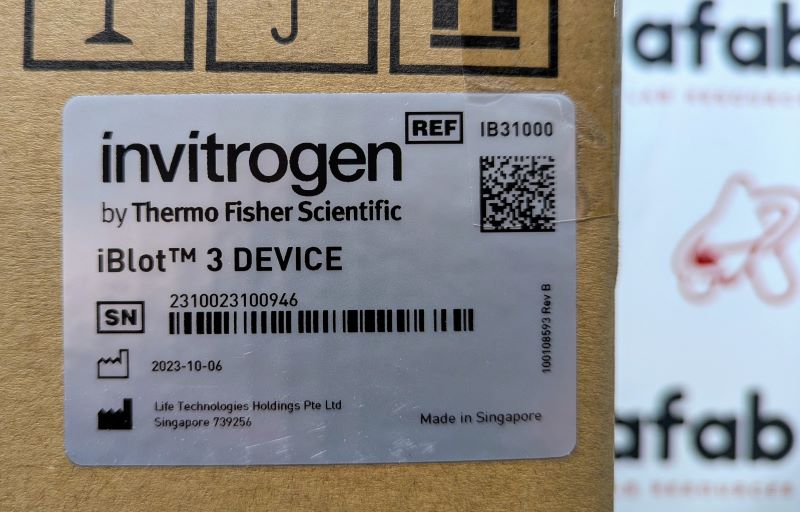 invitrogen
by Thermo Fisher Scientific
REF IB31000
iBlot™ 3 DEVICE
SN 2310023100946
2023-10-06
Life Technologies Holdings Pte Ltd
Singapore 739256
Made in Singapore
100108593 Rev B
afab
afab